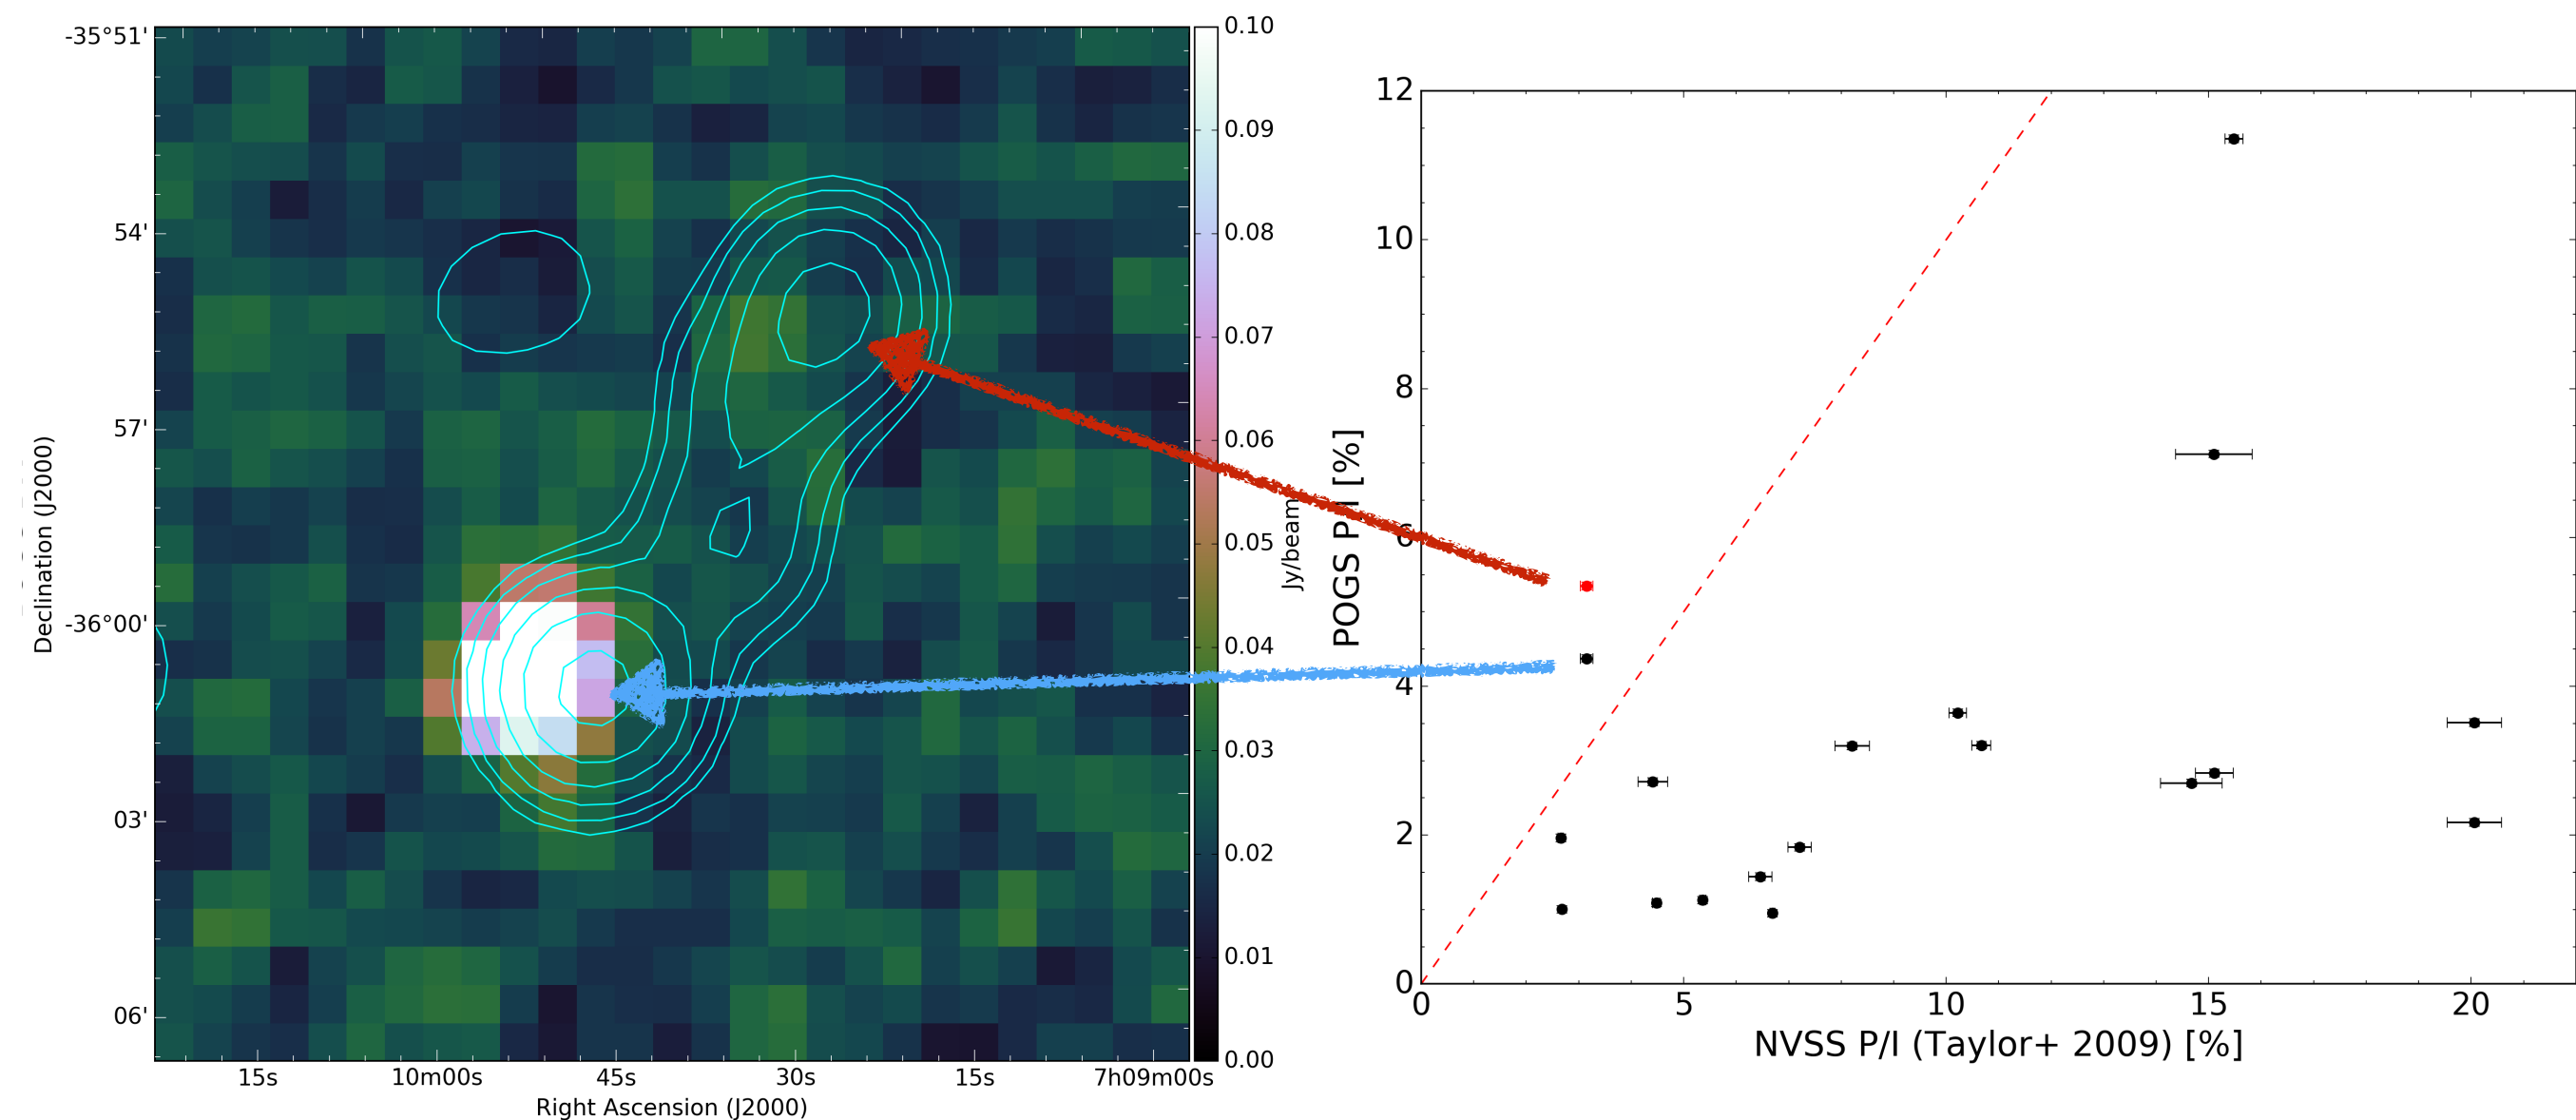 -35°51'
54'
57'
-36°00'
03'
06'
Declination (J2000)
15s
10m00s
45s
30s
15s
7h09m00s
Right Ascension (J2000)
0.10
0.09
0.08
0.07
0.06
0.05
0.04
0.03
0.02
0.01
0.00
Jy/beam
12
10
8
6
4
2
0
POGS P/I [%]
0
5
10
15
20
NVSS P/I (Taylor+ 2009) [%]